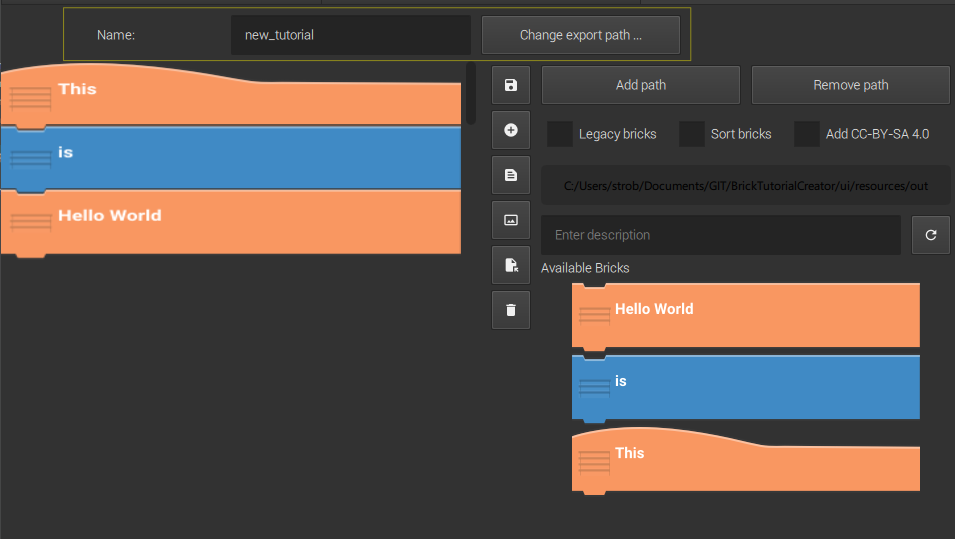 Name: new_tutorial Change export path ...
This
is
Hello World
Add path Remove path
Legacy bricks Sort bricks Add CC-BY-SA 4.0
C:/Users/strob/Documents/GIT/BrickTutorialCreator/ui/resources/out
Enter description
Available Bricks
Hello World
is
This